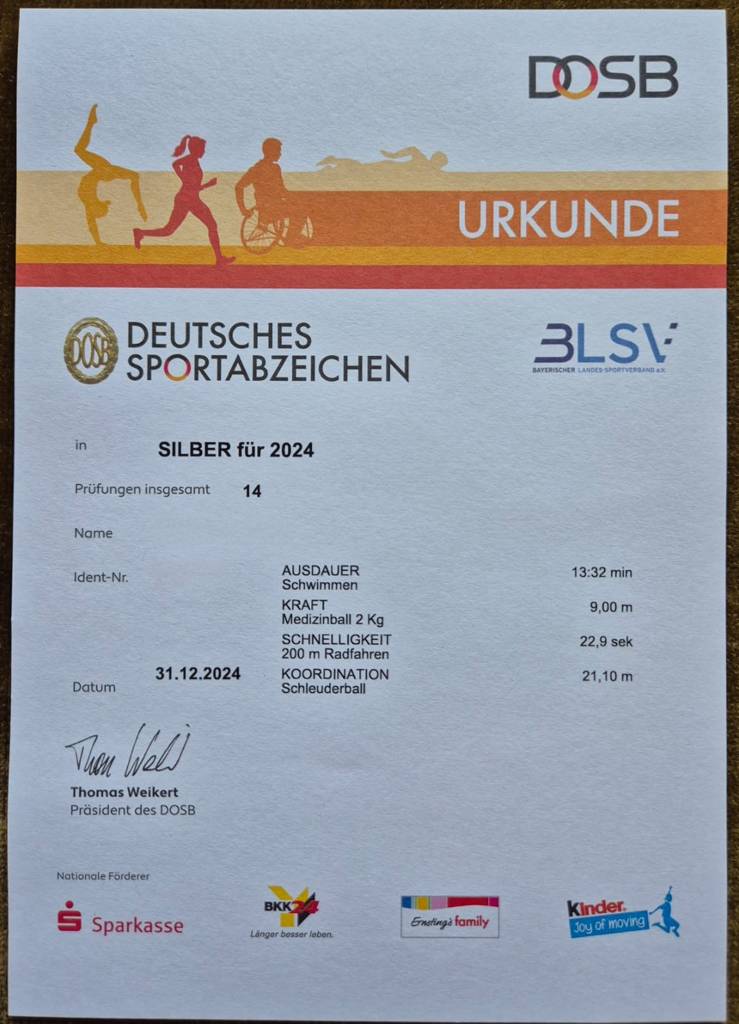 DOSB
URKUNDE
DOSB
DEUTSCHES
SPORTABZEICHEN
BLSV
BAYERISCHER LANDES-SPORTVERBAND e.V.
in SILBER für 2024
Prüfungen insgesamt 14
Name
Ident-Nr.
AUSDAUER 13:32 min
Schwimmen
KRAFT 9,00 m
Medizinball 2 Kg
SCHNELLIGKEIT 22,9 sek
200 m Radfahren
KOORDINATION 21,10 m
Schleuderball
Datum 31.12.2024
Thomas Weikert
Präsident des DOSB
Nationale Förderer
Sparkasse
BKK24
Länger besser leben.
Ernsting's family
Kinder
Joy of moving